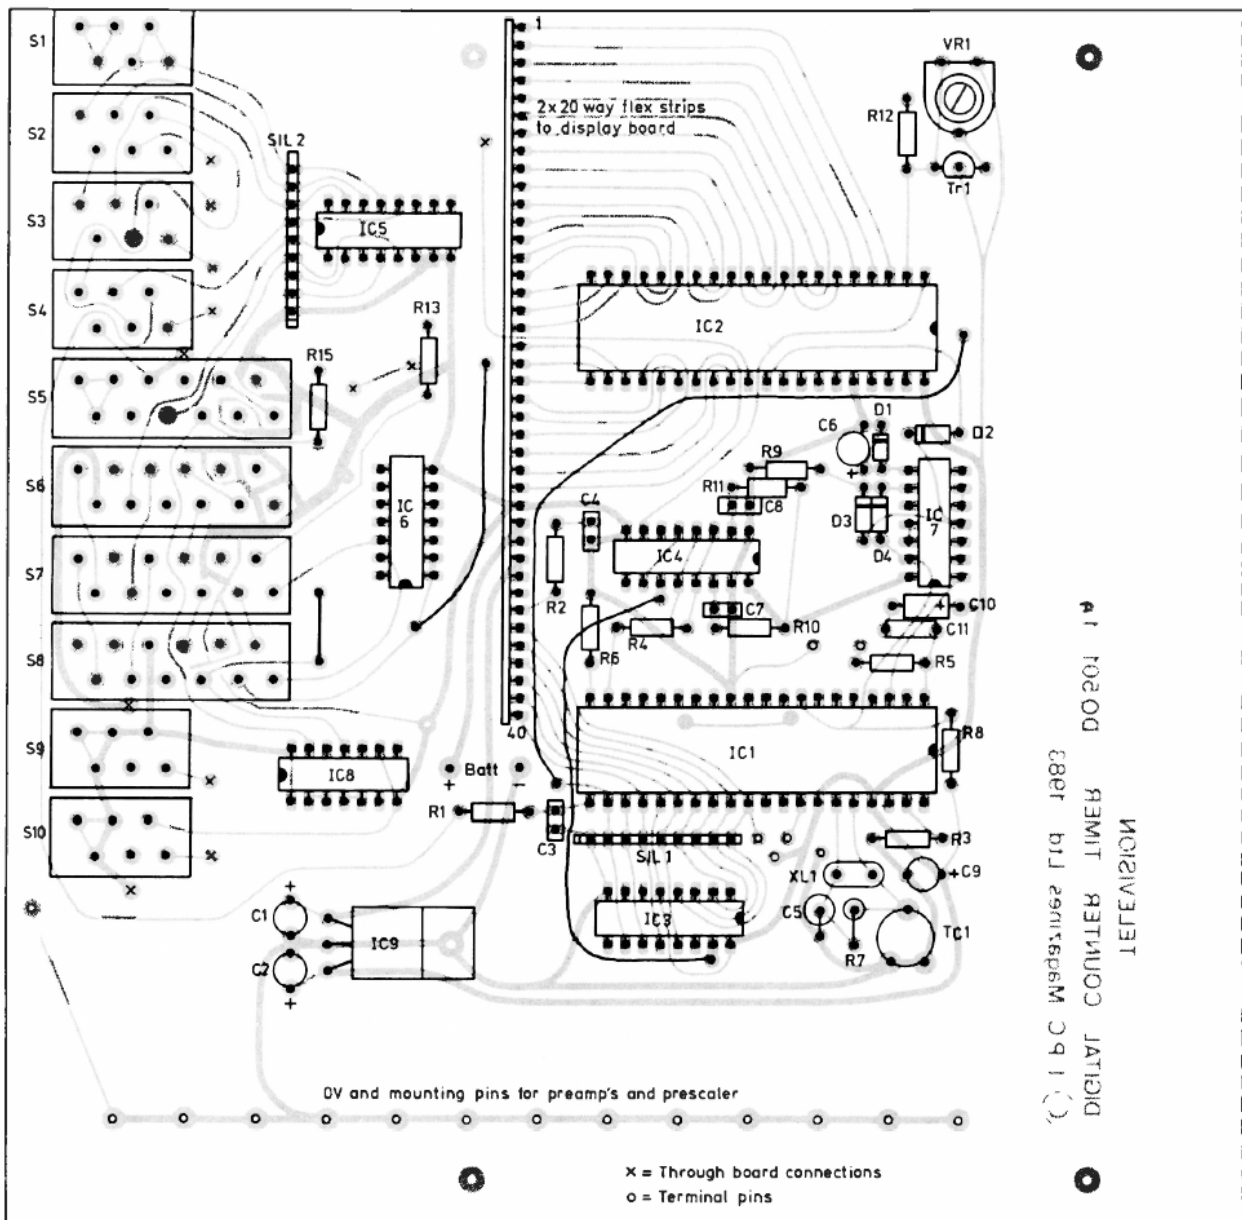 S1
1
VR1
2x20 way flex strips
to display board
R12
S2
SIL 2
Tr1
S3
IC5
S4
R13
IC2
R15
S5
C6
D1
D2
R9
S6
R11
C8
IC
6
C4
D3
IC
7
IC4
D4
S7
R2
C7
C10
R4
R10
C11
R6
R5
S8
40
S9
IC8
Batt
+
-
IC1
R8
R1
C3
S10
SIL 1
R3
XL1
+C9
+
C1
IC9
C2
+
IC3
C5
R7
TC1
TELEVISION
DIGITAL COUNTER TIMER DO501 1A
© I P C Magazines Ltd 1983
0V and mounting pins for preamp's and prescaler
x = Through board connections
o = Terminal pins